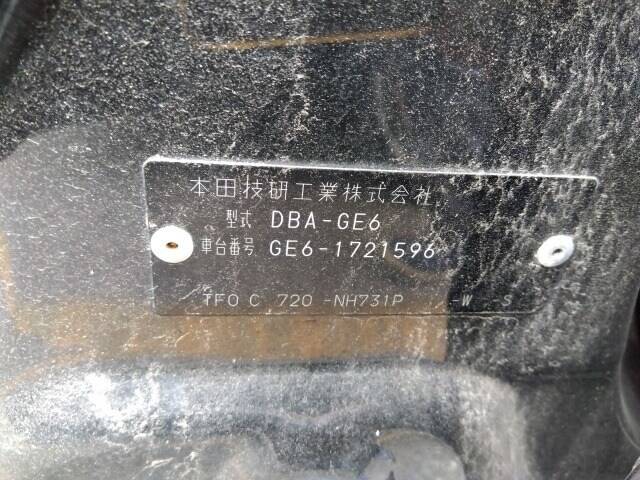 本田技研工業株式会社
型式 DBA-GE6
車台番号 GE6-1721596
TF0 C 720 -NH731P -W -S